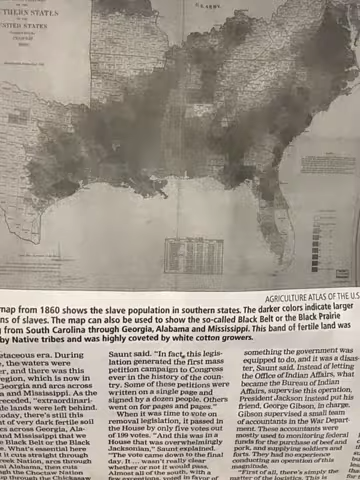 THERN STATES
UNITED STATES
AGRICULTURE ATLAS OF THE U.S
map from 1860 shows the slave population in southern states. The darker colors indicate larger
ns of slaves. The map can also be used to show the so-called Black Belt or the Black Prairie
from South Carolina through Georgia, Alabama and Mississippi. This band of fertile land was
by Native tribes and was highly coveted by white cotton growers.
etaceous era. During
e, the waters were
er, and there was this
region, which is now in
Georgia and arcs across
a and Mississippi. As the
receded, "extraordinari-
le lands were left behind.
today, there's still this
t of very dark fertile soil
cs across Georgia, Ala-
nd Mississippi that we
e Black Belt or the Black
. What's essential here
it cuts straight through
eek Nation, arcs through
Alabama, then cuts
gh the Choctaw Nation
up through the Chickasaw
Saunt said. "In fact, this legis-
lation generated the first mass
petition campaign to Congress
ever in the history of the coun-
try. Some of these petitions were
written on a single page and
signed by a dozen people. Others
went on for pages and pages."
When it was time to vote on
removal legislation, it passed in
the House by only five votes out
of 199 votes. "And this was in a
House that was overwhelmingly
Jacksonian," Saunt explained.
"The vote came down to the final
day. It... wasn't really clear
whether or not it would pass.
Almost all of the south, with a
few exceptions, voted in favor of
something the government was
equipped to do, and it was a disas-
ter, Saunt said. Instead of letting
the Office of Indian Affairs, what
became the Bureau of Indian
Affairs, supervise this operation,
President Jackson instead put his
friend, George Gibson, in charge.
Gibson supervised a small team
of accountants in the War Depart-
ment. These accountants were
mostly used to monitoring federal
funds for the purchase of beef and
corn and supplying soldiers and
forts. They had no experience
conducting an operation of this
magnitude.
"First of all, there's simply the
matter of the logistics. This is